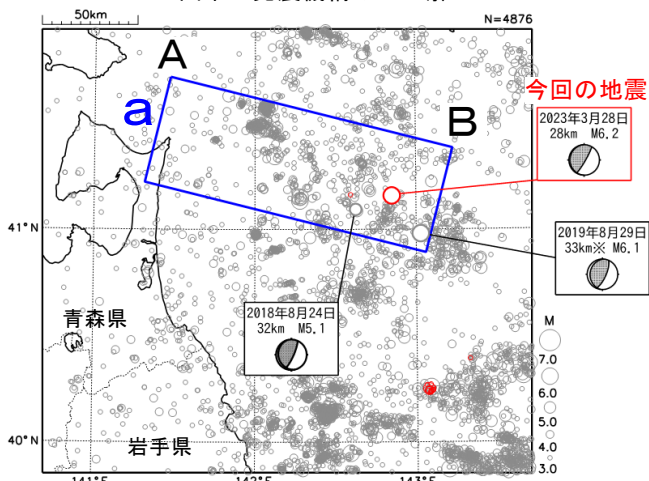 50km
N=4876
A
a
B
今回の地震
2023年3月28日
28km M6.2
41°N
2019年8月29日
33km※ M6.1
2018年8月24日
32km M5.1
青森県
M
7.0
6.0
5.0
4.0
3.0
40°N
岩手県